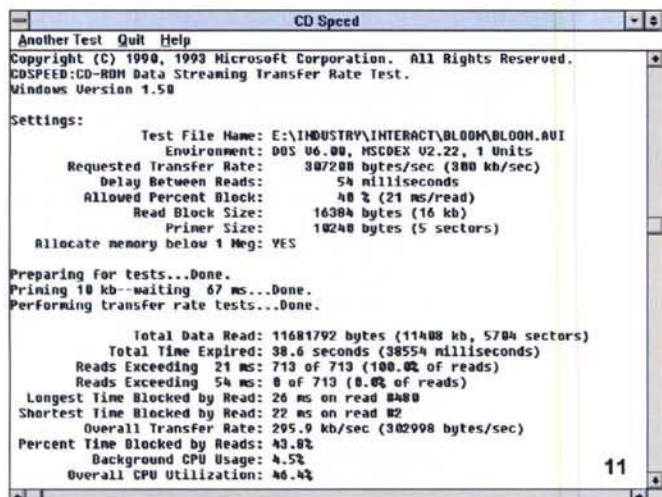 CD Speed
Another Test Quit Help
Copyright (C) 1990, 1993 Microsoft Corporation. All Rights Reserved.
CDSPEED:CD-ROM Data Streaming Transfer Rate Test.
Windows Version 1.50
Settings:
Test File Name: E:\INDUSTRY\INTERACT\BLOOM\BLOOM.AVI
Environment: DOS V6.00, MSCDEX V2.22, 1 Units
Requested Transfer Rate: 307200 bytes/sec (300 kb/sec)
Delay Between Reads: 54 milliseconds
Allowed Percent Block: 40 % (21 ms/read)
Read Block Size: 16384 bytes (16 kb)
Primer Size: 10240 bytes (5 sectors)
Allocate memory below 1 Meg: YES
Preparing for tests...Done.
Priming 10 kb--waiting 67 ms...Done.
Performing transfer rate tests...Done.
Total Data Read: 11681792 bytes (11408 kb, 5704 sectors)
Total Time Expired: 38.6 seconds (38554 milliseconds)
Reads Exceeding 21 ms: 713 of 713 (100.0% of reads)
Reads Exceeding 54 ms: 0 of 713 (0.0% of reads)
Longest Time Blocked by Read: 26 ms on read #480
Shortest Time Blocked by Read: 22 ms on read #2
Overall Transfer Rate: 295.9 kb/sec (302998 bytes/sec)
Percent Time Blocked by Reads: 43.8%
Background CPU Usage: 4.5%
Overall CPU Utilization: 46.4%
11